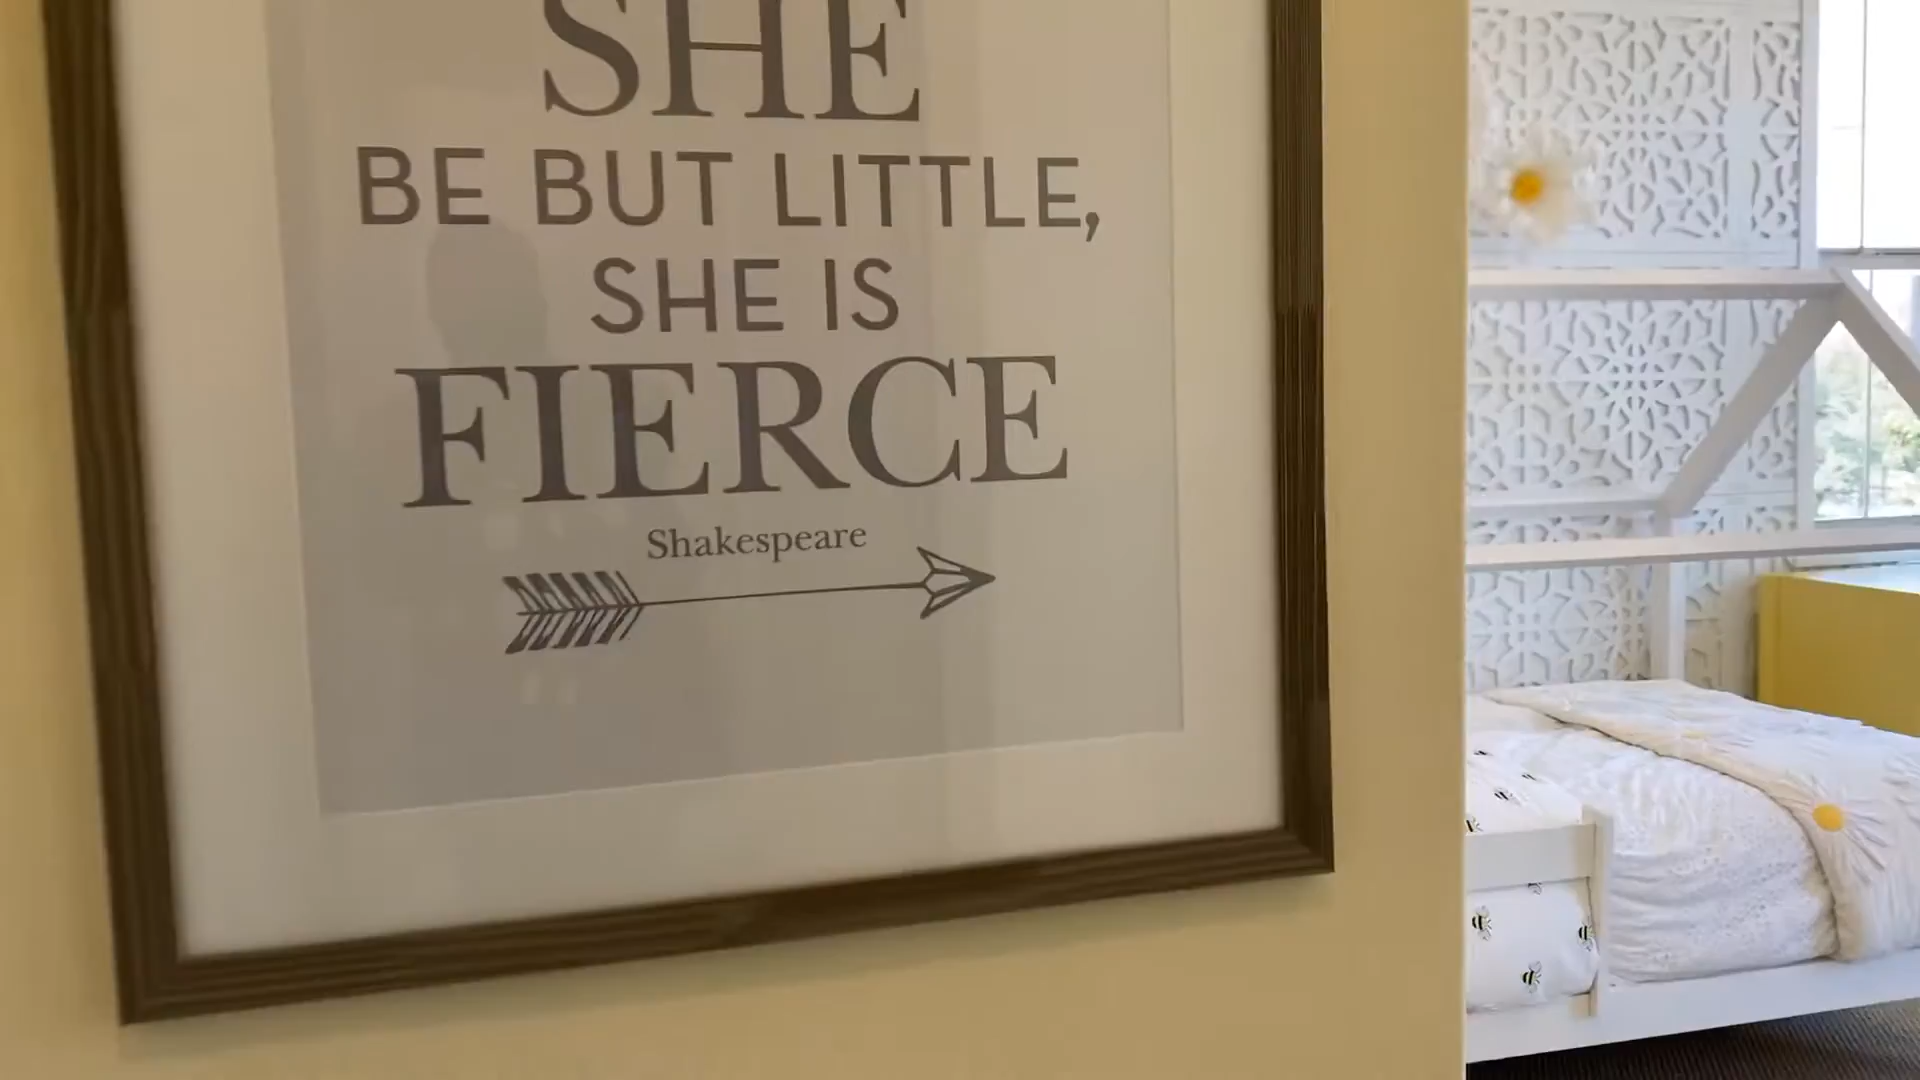 SHE
BE BUT LITTLE,
SHE IS
FIERCE
Shakespeare